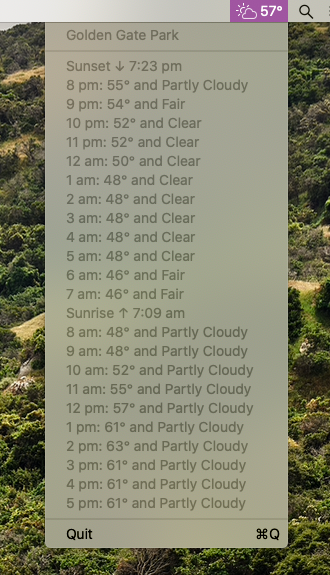 57°
Golden Gate Park
Sunset ↓ 7:23 pm
8 pm: 55° and Partly Cloudy
9 pm: 54° and Fair
10 pm: 52° and Clear
11 pm: 52° and Clear
12 am: 50° and Clear
1 am: 48° and Clear
2 am: 48° and Clear
3 am: 48° and Clear
4 am: 48° and Clear
5 am: 48° and Clear
6 am: 46° and Fair
7 am: 46° and Fair
Sunrise ↑ 7:09 am
8 am: 48° and Partly Cloudy
9 am: 48° and Partly Cloudy
10 am: 52° and Partly Cloudy
11 am: 55° and Partly Cloudy
12 pm: 57° and Partly Cloudy
1 pm: 61° and Partly Cloudy
2 pm: 63° and Partly Cloudy
3 pm: 61° and Partly Cloudy
4 pm: 61° and Partly Cloudy
5 pm: 61° and Partly Cloudy
Quit ⌘Q